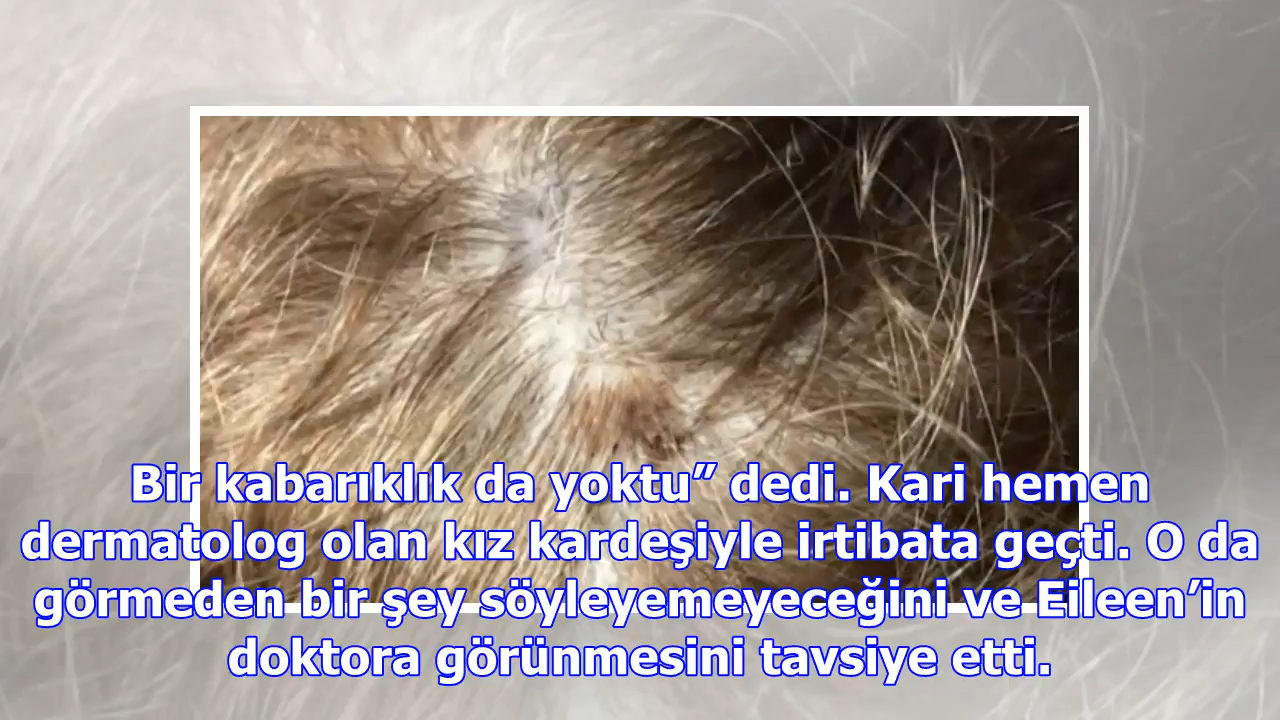 Bir kabarıklık da yoktu” dedi. Kari hemen
dermatolog olan kız kardeşiyle irtibata geçti. O da
görmeden bir şey söyleyemeyeceğini ve Eileen’in
doktora görünmesini tavsiye etti.